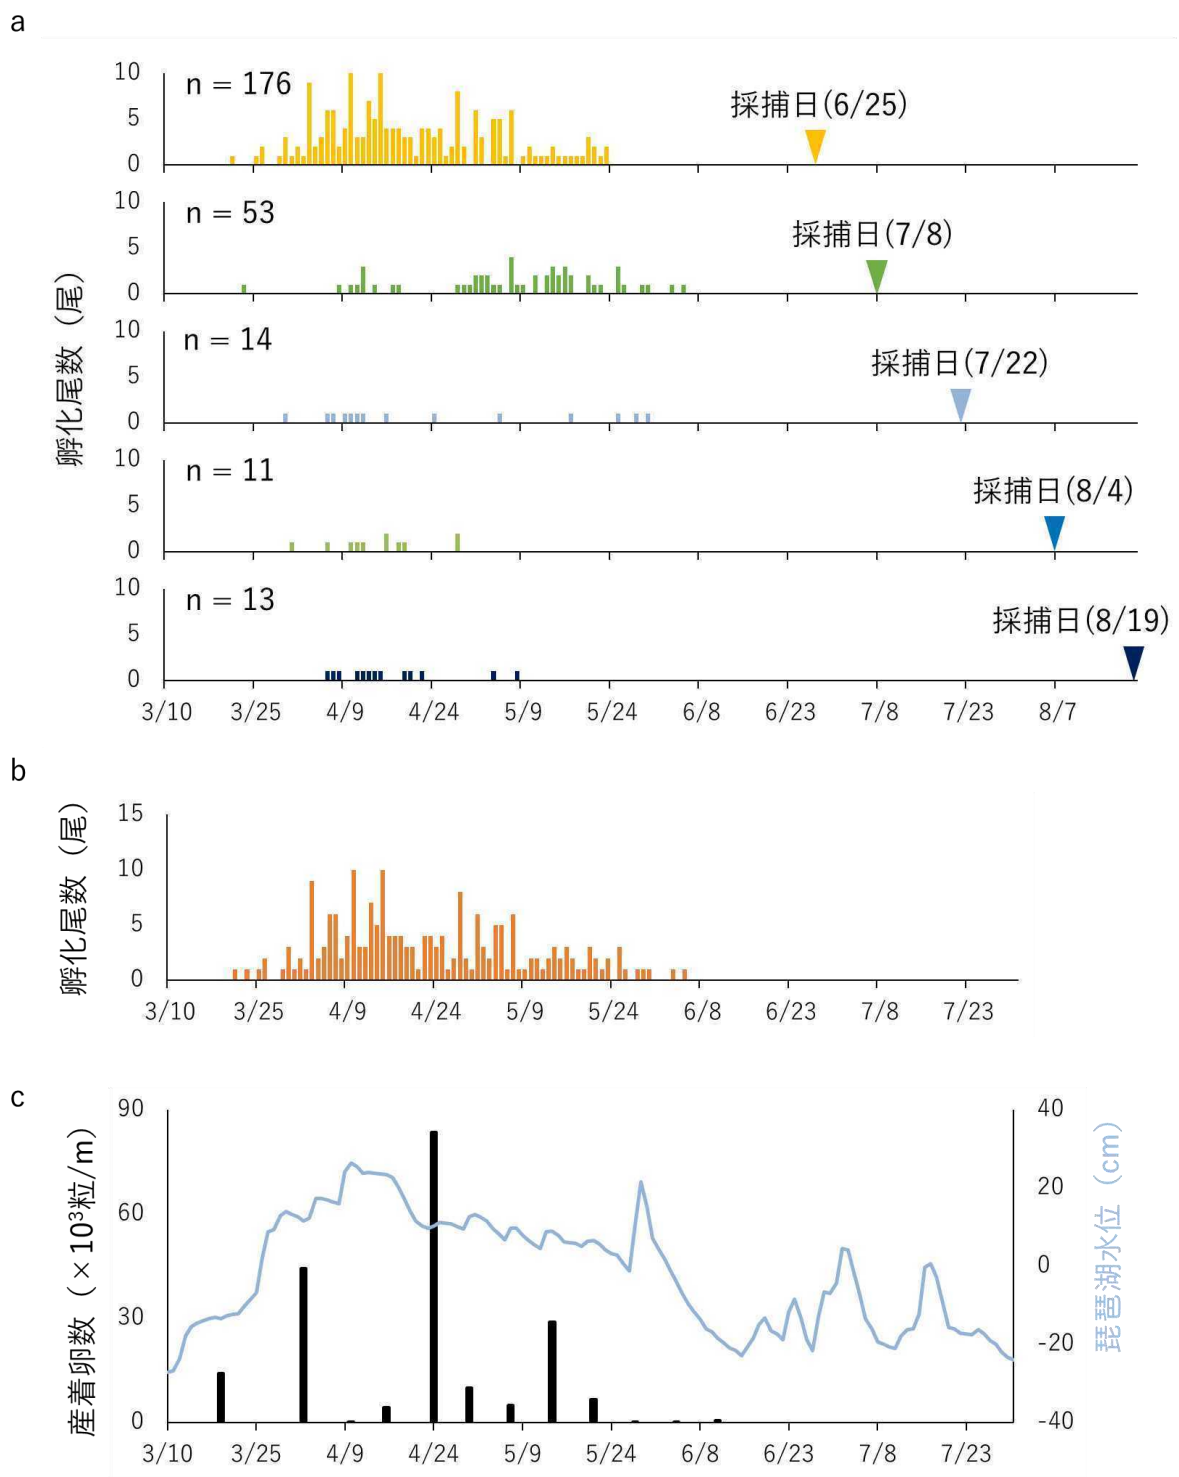 a
10
5
0
n = 176
採捕日(6/25)
10
5
0
n = 53
採捕日(7/8)
10
5
0
n = 14
採捕日(7/22)
10
5
0
n = 11
採捕日(8/4)
10
5
0
n = 13
採捕日(8/19)
孵化尾数（尾）
3/10 3/25 4/9 4/24 5/9 5/24 6/8 6/23 7/8 7/23 8/7
b
孵化尾数（尾）
15
10
5
0
3/10 3/25 4/9 4/24 5/9 5/24 6/8 6/23 7/8 7/23
c
産着卵数（×10³粒/m）
90
60
30
0
40
20
0
-20
-40
琵琶湖水位（cm）
3/10 3/25 4/9 4/24 5/9 5/24 6/8 6/23 7/8 7/23